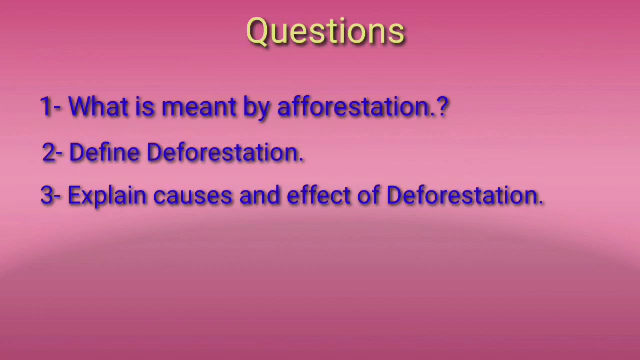 Questions
1- What is meant by afforestation.?
2- Define Deforestation.
3- Explain causes and effect of Deforestation.